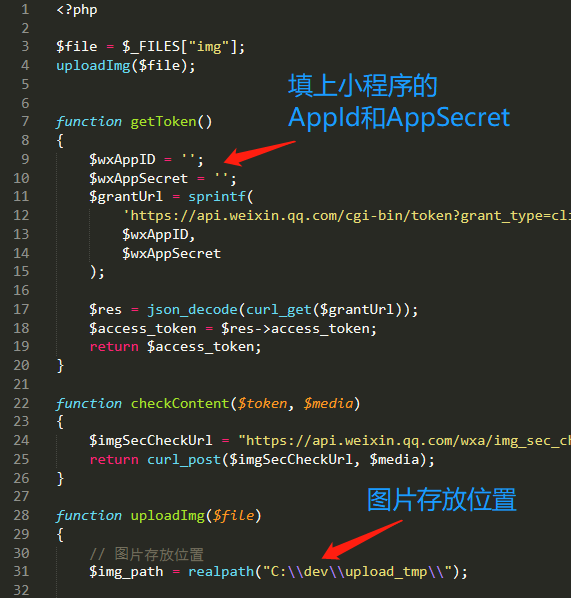 1 <?php
2
3 $file = $_FILES["img"];
4 uploadImg($file);
5
6
填上小程序的
AppId和AppSecret
7 function getToken()
8 {
9 $wxAppID = '';
10 $wxAppSecret = '';
11 $grantUrl = sprintf(
12 'https://api.weixin.qq.com/cgi-bin/token?grant_type=cli
13 $wxAppID,
14 $wxAppSecret
15 );
16
17 $res = json_decode(curl_get($grantUrl));
18 $access_token = $res->access_token;
19 return $access_token;
20 }
21
22 function checkContent($token, $media)
23 {
24 $imgSecCheckUrl = "https://api.weixin.qq.com/wxa/img_sec_ch
25 return curl_post($imgSecCheckUrl, $media);
26 }
27
图片存放位置
28 function uploadImg($file)
29 {
30 // 图片存放位置
31 $img_path = realpath("C:\\dev\\upload_tmp\\");
32